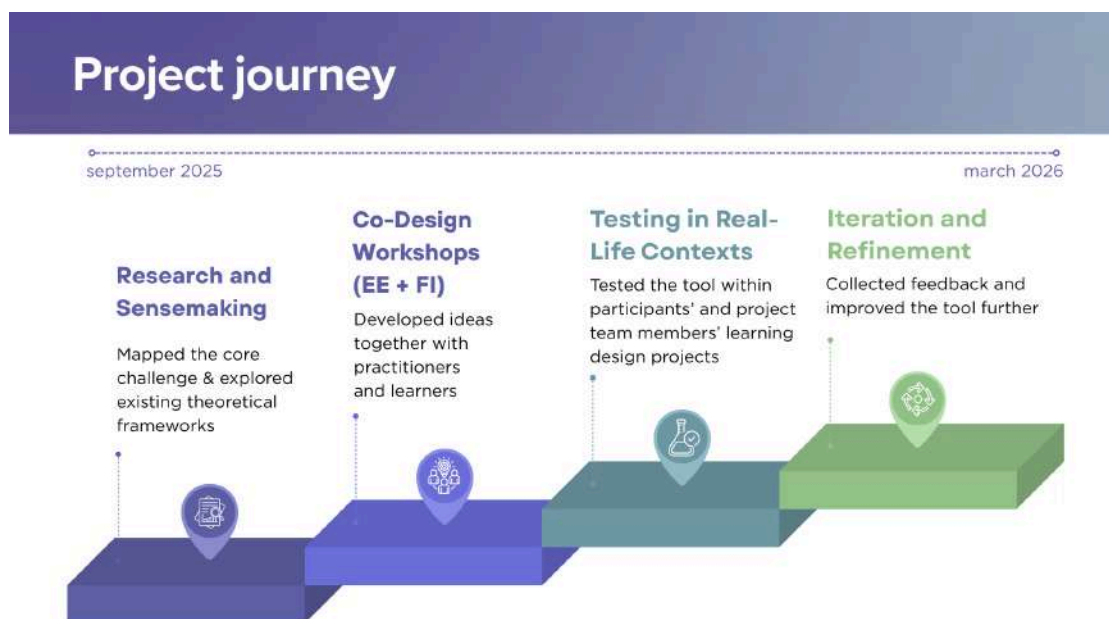 Project journey
september 2025
march 2026
Research and
Sensemaking
Mapped the core
challenge & explored
existing theoretical
frameworks
Co-Design
Workshops
(EE + FI)
Developed ideas
together with
practitioners
and learners
Testing in Real-
Life Contexts
Tested the tool within
participants’ and project
team members’ learning
design projects
Iteration and
Refinement
Collected feedback and
improved the tool further